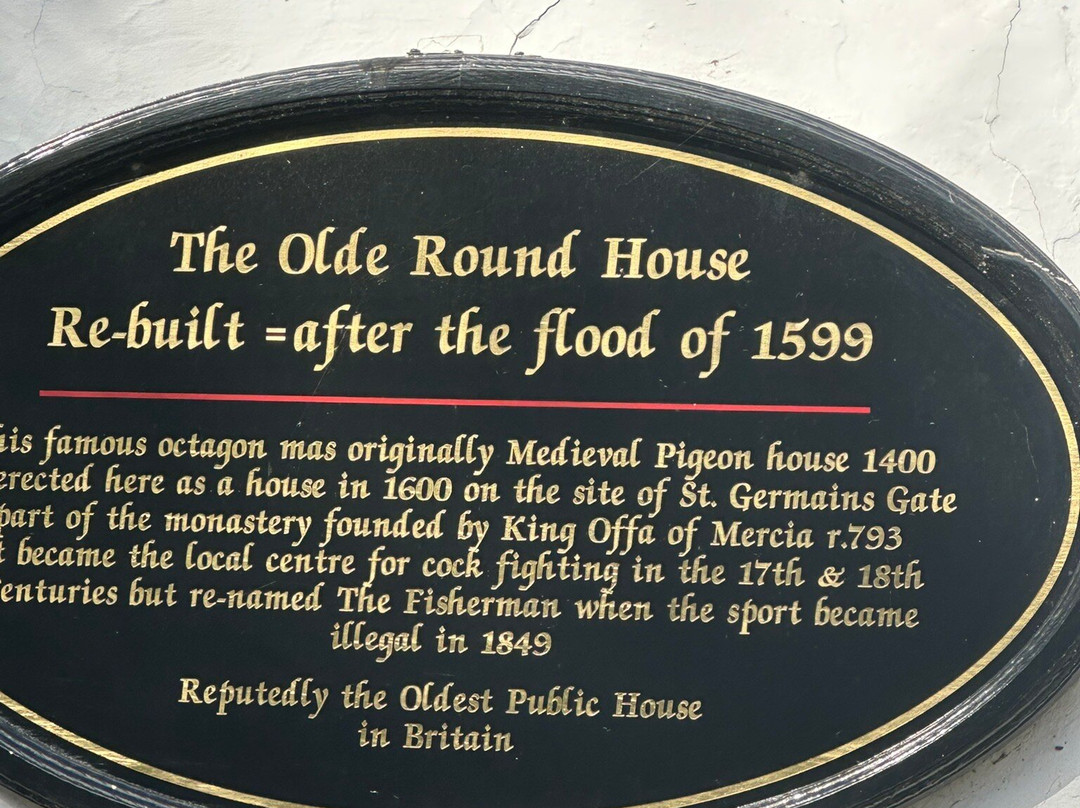 The Olde Round House
Re-built =after the flood of 1599
his famous octagon mas originally Medieval Pigeon house 1400
erected here as a house in 1600 on the site of St. Germains Gate
part of the monastery founded by King Offa of Mercia r.793
t became the local centre for cock fighting in the 17th & 18th
enturies but re-named The Fisherman when the sport became
illegal in 1849
Reputedly the Oldest Public House
in Britain